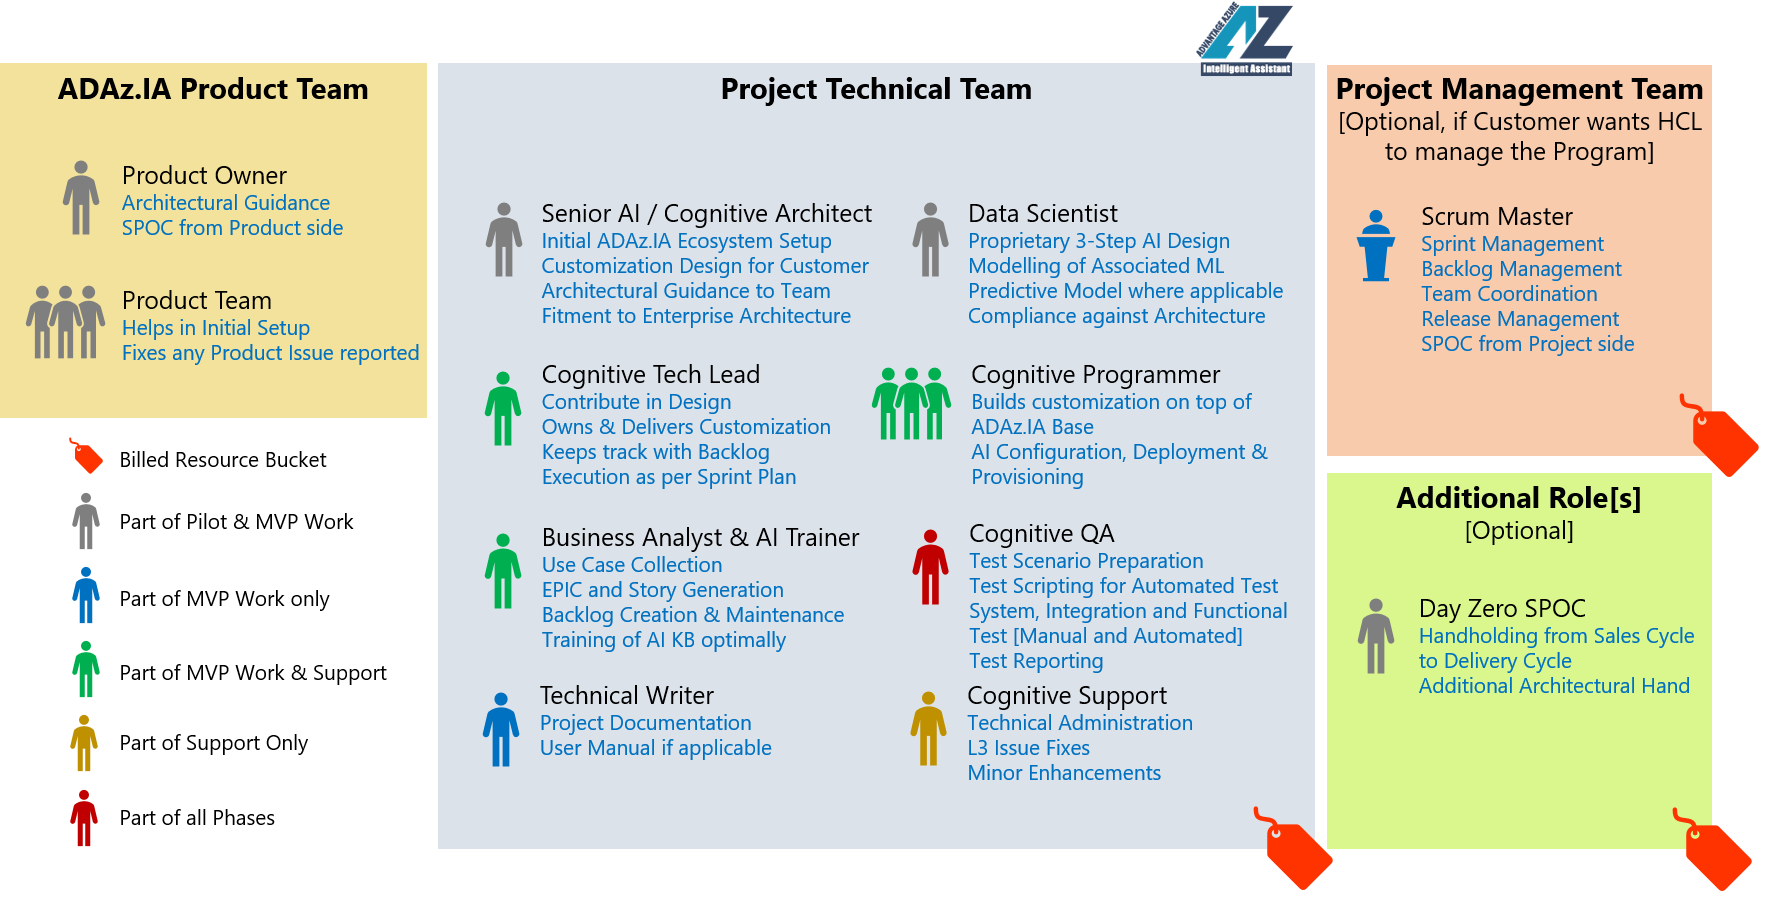 ADVANTAGE AZURE
AZ
Intelligent Assistant
ADAz.IA Product Team
Product Owner
Architectural Guidance
SPOC from Product side
Product Team
Helps in Initial Setup
Fixes any Product Issue reported
Billed Resource Bucket
Part of Pilot & MVP Work
Part of MVP Work only
Part of MVP Work & Support
Part of Support Only
Part of all Phases
Project Technical Team
Senior AI / Cognitive Architect
Initial ADAz.IA Ecosystem Setup
Customization Design for Customer
Architectural Guidance to Team
Fitment to Enterprise Architecture
Data Scientist
Proprietary 3-Step AI Design
Modelling of Associated ML
Predictive Model where applicable
Compliance against Architecture
Cognitive Tech Lead
Contribute in Design
Owns & Delivers Customization
Keeps track with Backlog
Execution as per Sprint Plan
Cognitive Programmer
Builds customization on top of
ADAz.IA Base
AI Configuration, Deployment &
Provisioning
Business Analyst & AI Trainer
Use Case Collection
EPIC and Story Generation
Backlog Creation & Maintenance
Training of AI KB optimally
Cognitive QA
Test Scenario Preparation
Test Scripting for Automated Test
System, Integration and Functional
Test [Manual and Automated]
Test Reporting
Technical Writer
Project Documentation
User Manual if applicable
Cognitive Support
Technical Administration
L3 Issue Fixes
Minor Enhancements
Project Management Team
[Optional, if Customer wants HCL
to manage the Program]
Scrum Master
Sprint Management
Backlog Management
Team Coordination
Release Management
SPOC from Project side
Additional Role[s]
[Optional]
Day Zero SPOC
Handholding from Sales Cycle
to Delivery Cycle
Additional Architectural Hand